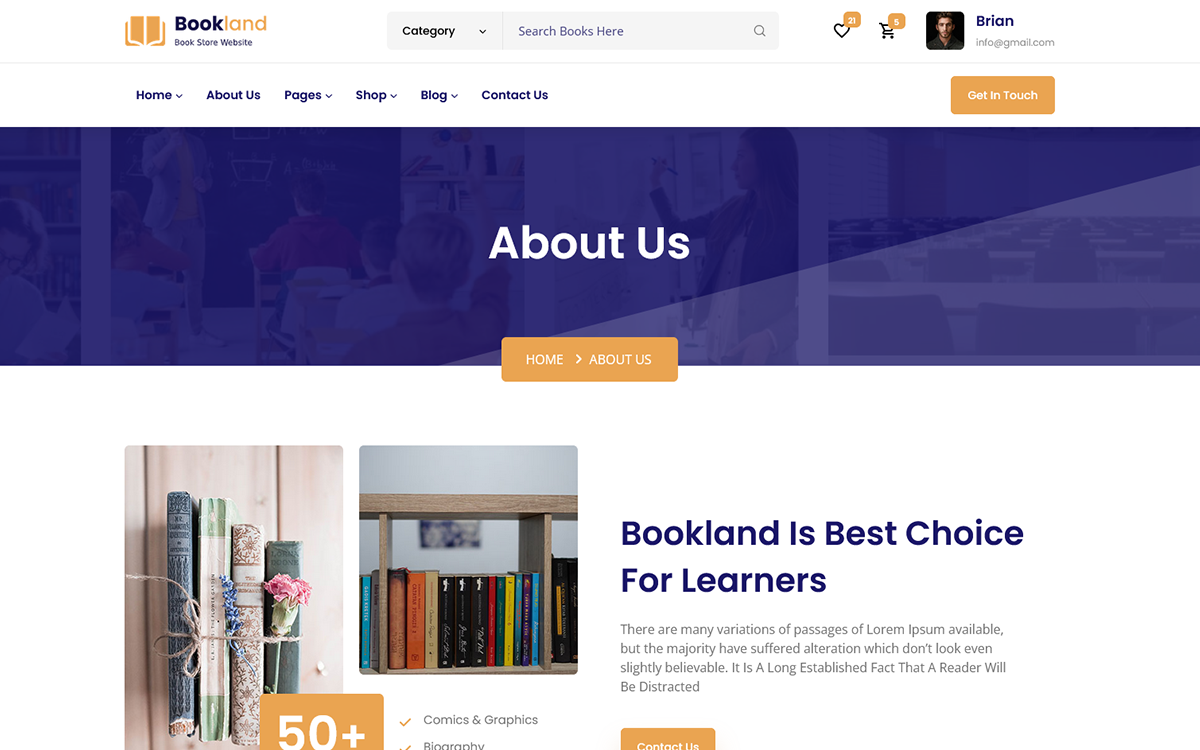 Bookland
Book Store Website
Category
Search Books Here
21
5
Brian
info@gmail.com
Home
About Us
Pages
Shop
Blog
Contact Us
Get In Touch
About Us
HOME
ABOUT US
Bookland Is Best Choice
For Learners
There are many variations of passages of Lorem Ipsum available,
but the majority have suffered alteration which don't look even
slightly believable. It Is A Long Established Fact That A Reader Will
Be Distracted
50+
Comics & Graphics
Biography
Contact Us